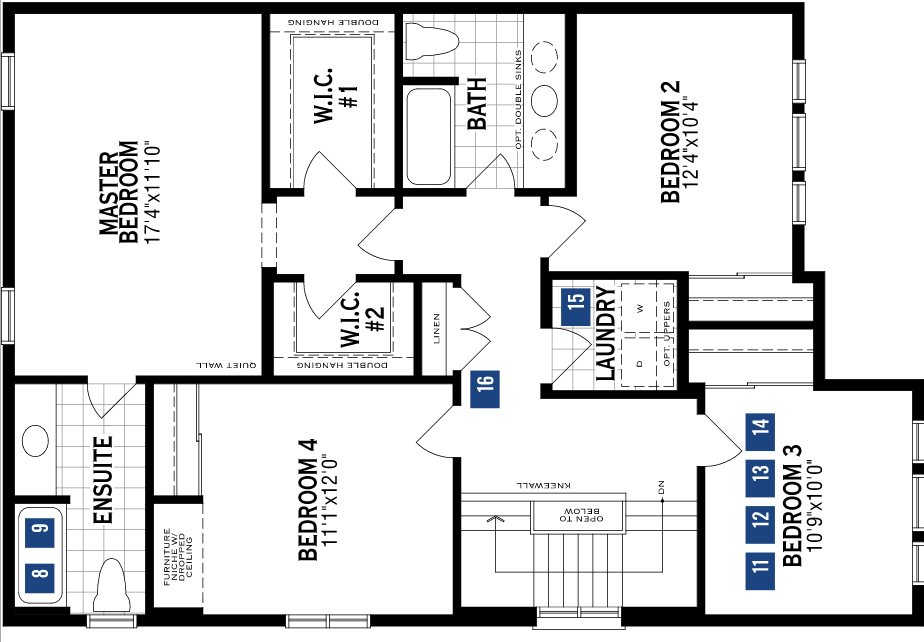 DOUBLE HANGING
W.I.C.
#1
BATH
OPT. DOUBLE SINKS
BEDROOM 2
12'4"x10'4"
MASTER
BEDROOM
17'4"x11'10"
W.I.C.
#2
DOUBLE HANGING
QUIET WALL
LINEN
15
LAUNDRY
W
D
OPT. UPPERS
16
ENSUITE
9
8
BEDROOM 4
11'1"x12'0"
FURNITURE
NICHE W/
DROPPED
CEILING
KNEEWALL
OPEN TO
BELOW
DN
14
13
12
11
BEDROOM 3
10'9"x10'0"